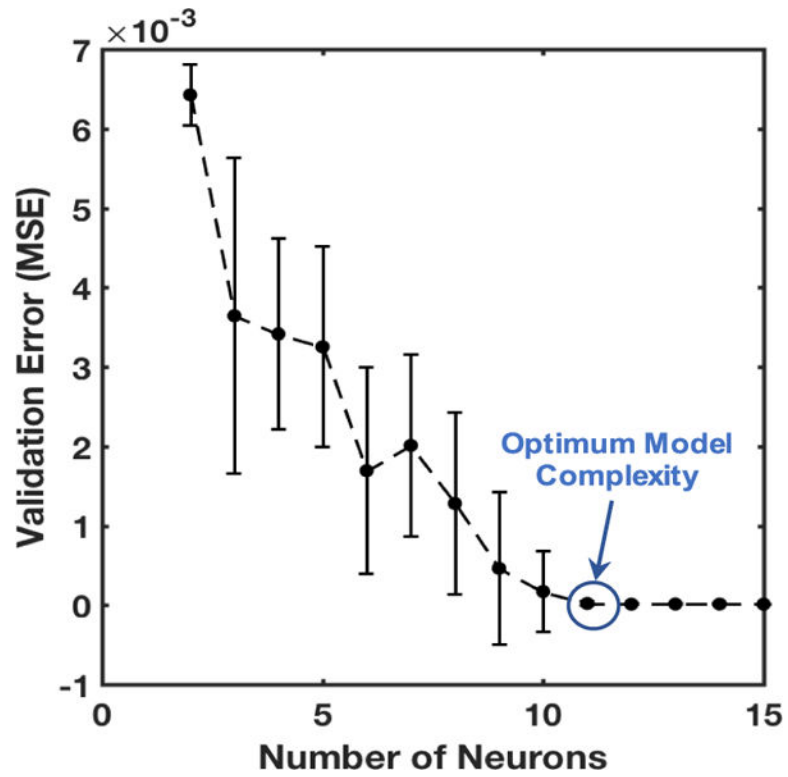 ×10⁻³
7
6
5
4
3
2
1
0
-1
Validation Error (MSE)
Optimum Model
Complexity
0 5 10 15
Number of Neurons